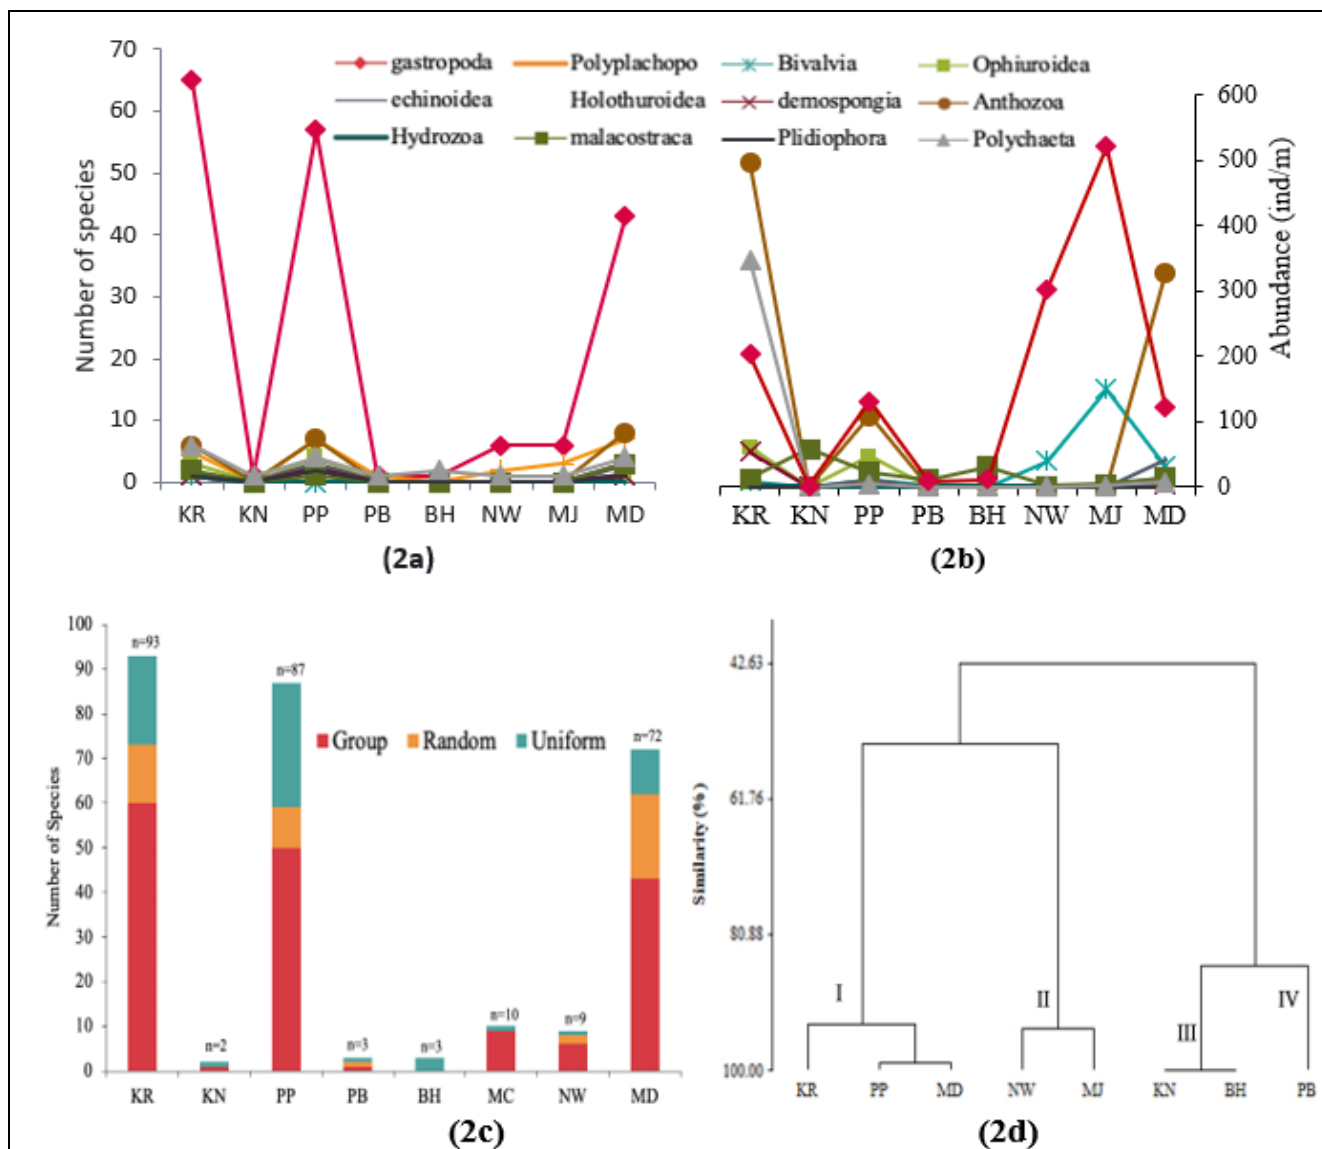 70
60
50
40
30
20
10
0
Number of species
gastropoda Polyplachopo Bivalvia Ophiuroidea
echinoidea Holothuroidea demospongia Anthozoa
Hydrozoa malacostraca Plidiophora Polychaeta
KR KN PP PB BH NW MJ MD
(2a)
600
500
400
300
200
100
0
Abundance (ind/m)
KR KN PP PB BH NW MJ MD
(2b)
100
90
80
70
60
50
40
30
20
10
0
Number of Species
n=93
n=2
n=87
n=3
n=3
n=10
n=9
n=72
Group Random Uniform
KR KN PP PB BH MC NW MD
(2c)
42.63
61.76
80.88
100.00
Similarity (%)
I
II
III
IV
KR PP MD NW MJ KN BH PB
(2d)